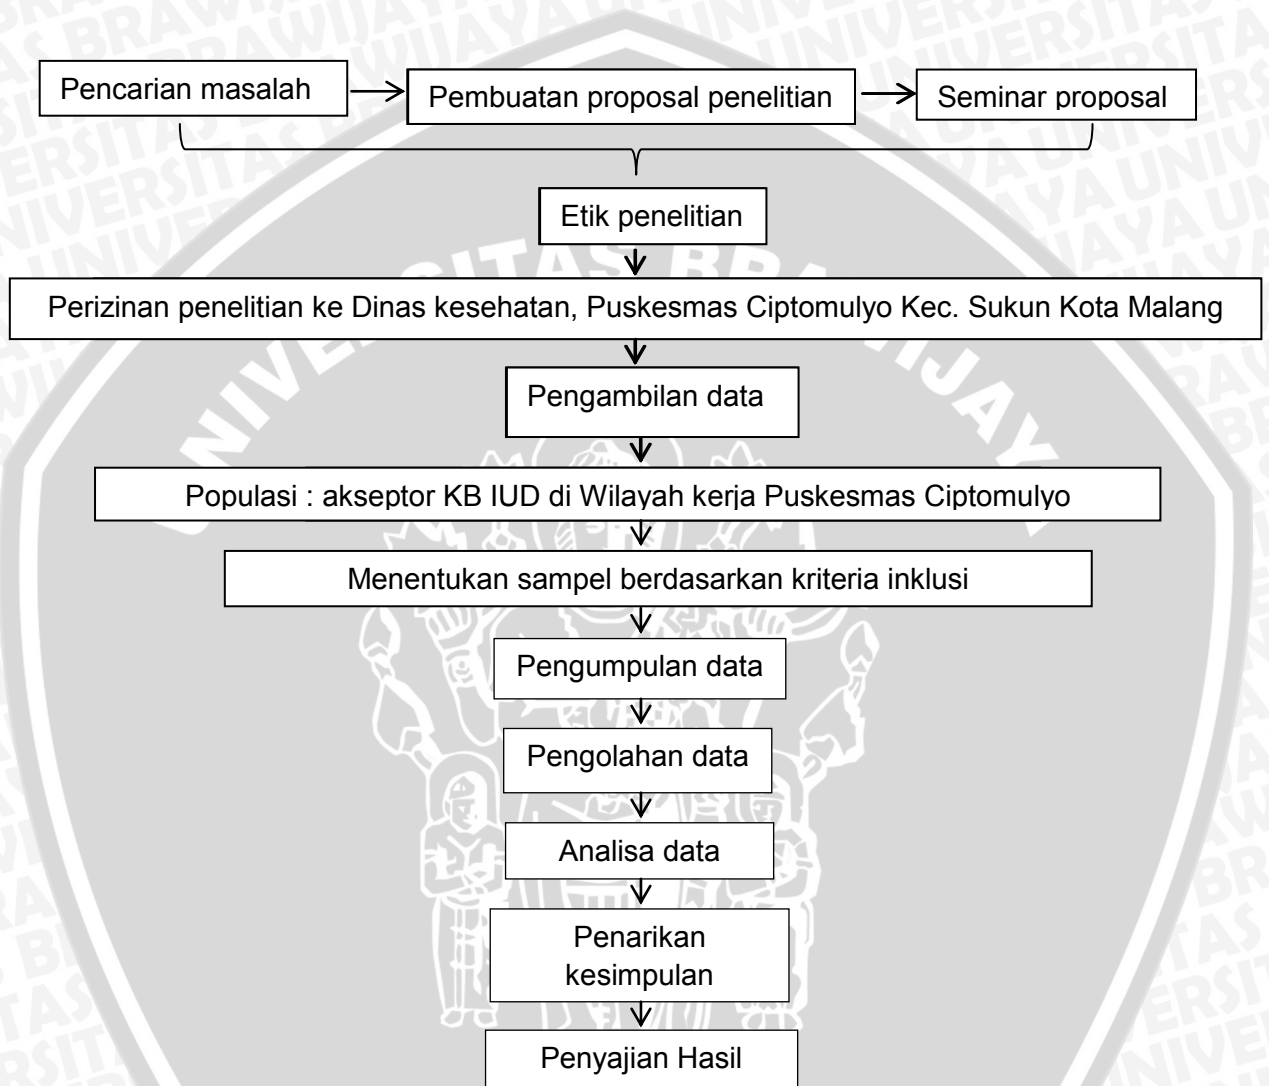 Pencarian masalah
Pembuatan proposal penelitian
Seminar proposal
Etik penelitian
Perizinan penelitian ke Dinas kesehatan, Puskesmas Ciptomulyo Kec. Sukun Kota Malang
Pengambilan data
Populasi : akseptor KB IUD di Wilayah kerja Puskesmas Ciptomulyo
Menentukan sampel berdasarkan kriteria inklusi
Pengumpulan data
Pengolahan data
Analisa data
Penarikan
kesimpulan
Penyajian Hasil
UNIVERSITAS BRAWIJAYA